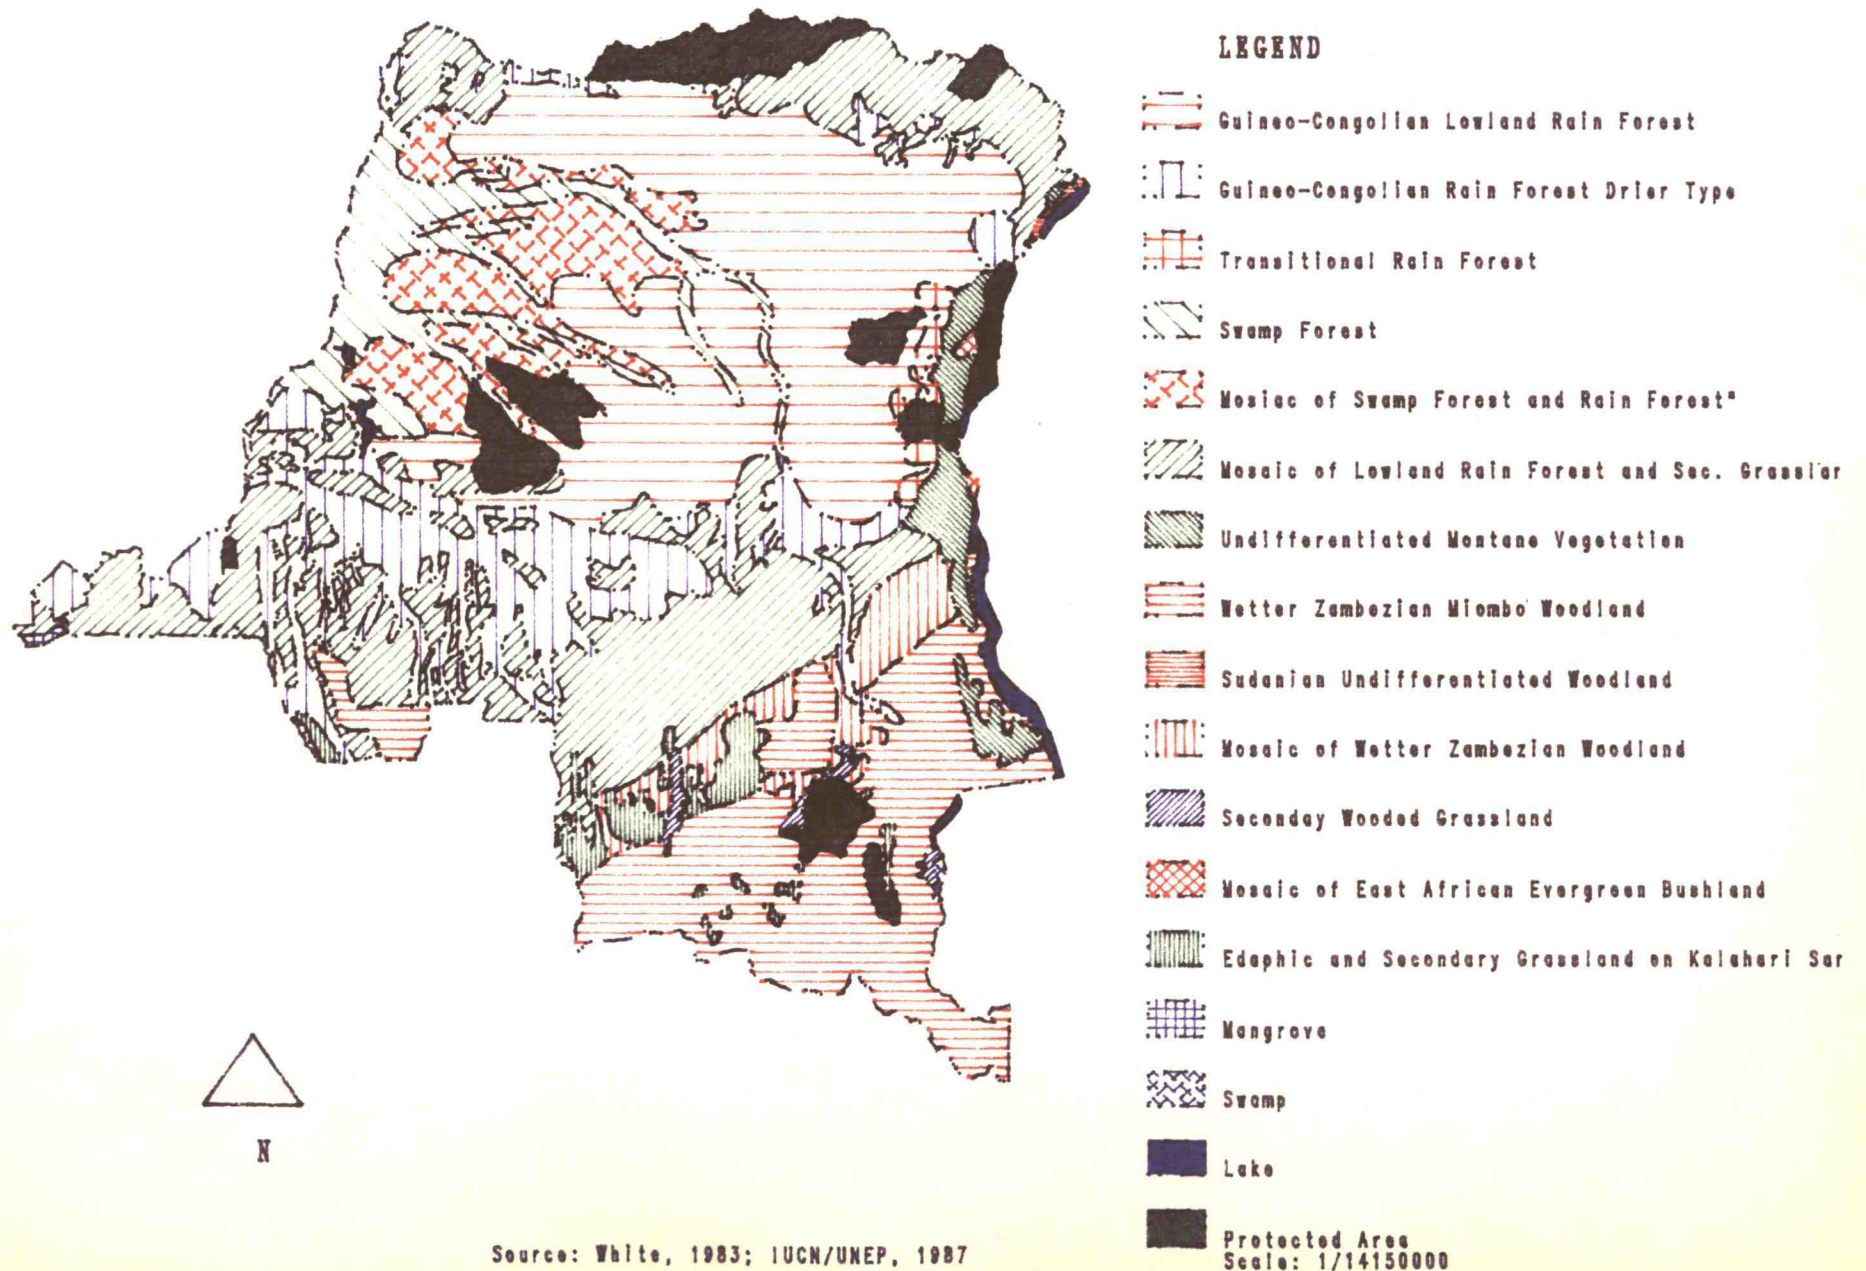 LEGEND
Guineo-Congolian Lowland Rain Forest
Guineo-Congolian Rain Forest Drier Type
Transitional Rain Forest
Swamp Forest
Mosiac of Swamp Forest and Rain Forest*
Mosaic of Lowland Rain Forest and Sec. Grasslar
Undifferentiated Montane Vegetation
Wetter Zambezian Miombo Woodland
Sudanian Undifferentiated Woodland
Mosaic of Wetter Zambezian Woodland
Seconday Wooded Grassland
Mosaic of East African Evergreen Bushland
Edaphic and Secondary Grassland on Kalahari Sar
Mangrove
Swamp
Lake
Protected Area
Scale: 1/14150000
N
Source: White, 1983; IUCN/UNEP, 1987